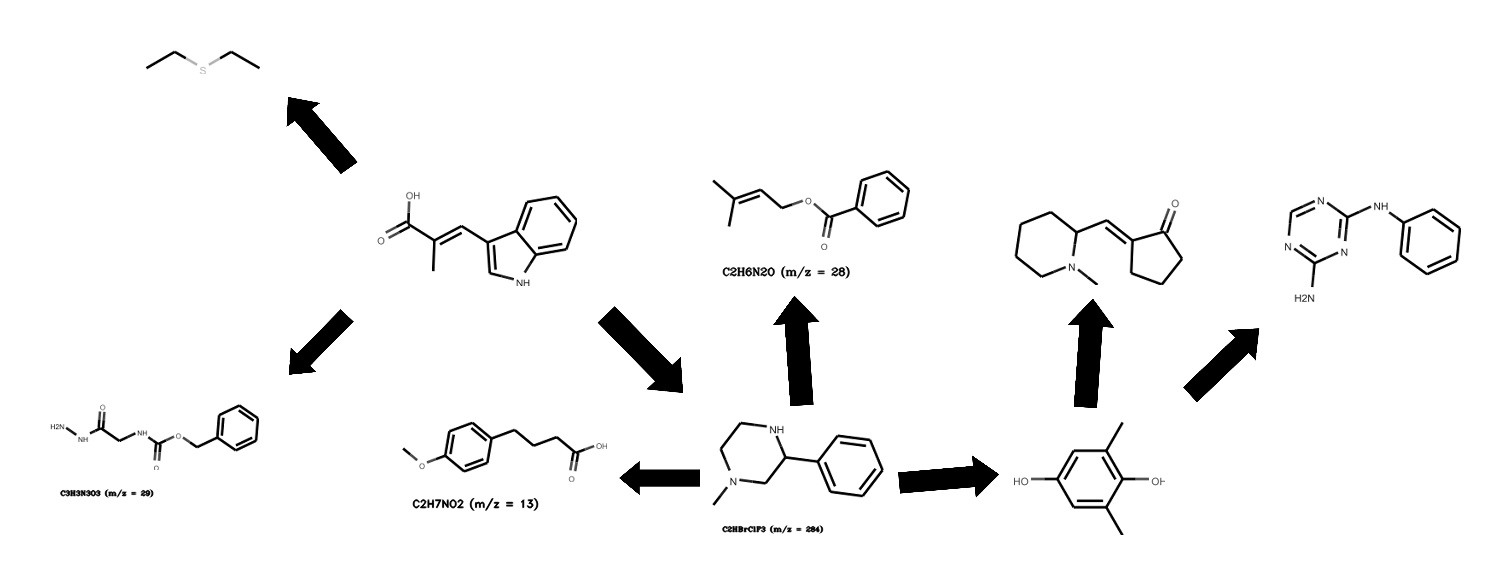 S
OH
O
NH
O
O
C2H6N2O (m/z = 28)
O
N
N
NH
N
N
H2N
H2N
NH
O
NH
O
O
C3H3N3O3 (m/z = 29)
O
OH
O
C2H7NO2 (m/z = 13)
NH
N
C2HBrClF3 (m/z = 284)
HO
OH